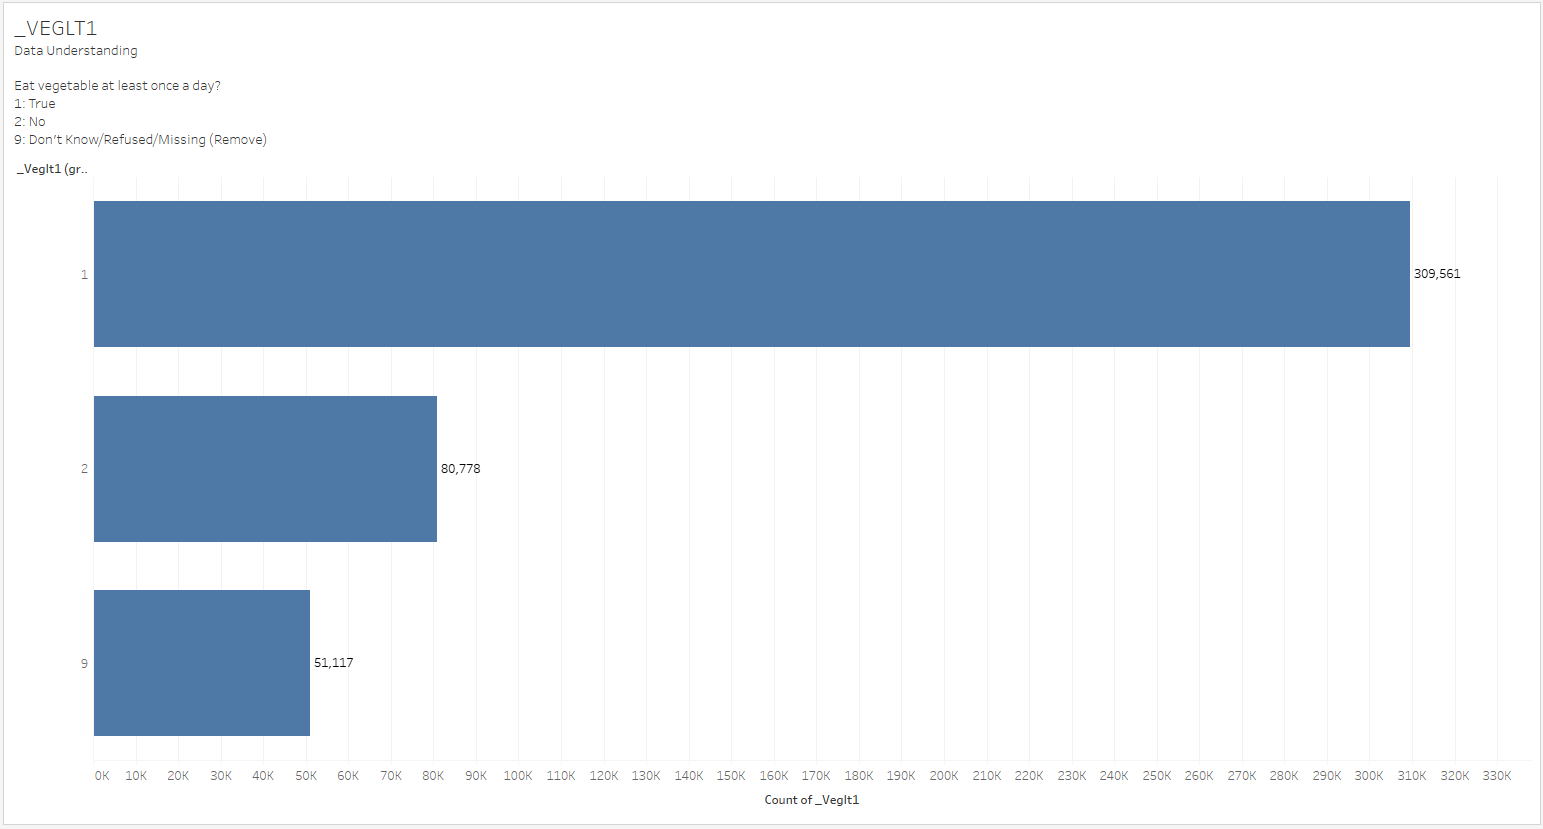 _VEGLT1
Data Understanding
Eat vegetable at least once a day?
1: True
2: No
9: Don't Know/Refused/Missing (Remove)
_Veglt1 (gr..
1
309,561
2
80,778
9
51,117
0K 10K 20K 30K 40K 50K 60K 70K 80K 90K 100K 110K 120K 130K 140K 150K 160K 170K 180K 190K 200K 210K 220K 230K 240K 250K 260K 270K 280K 290K 300K 310K 320K 330K
Count of _Veglt1